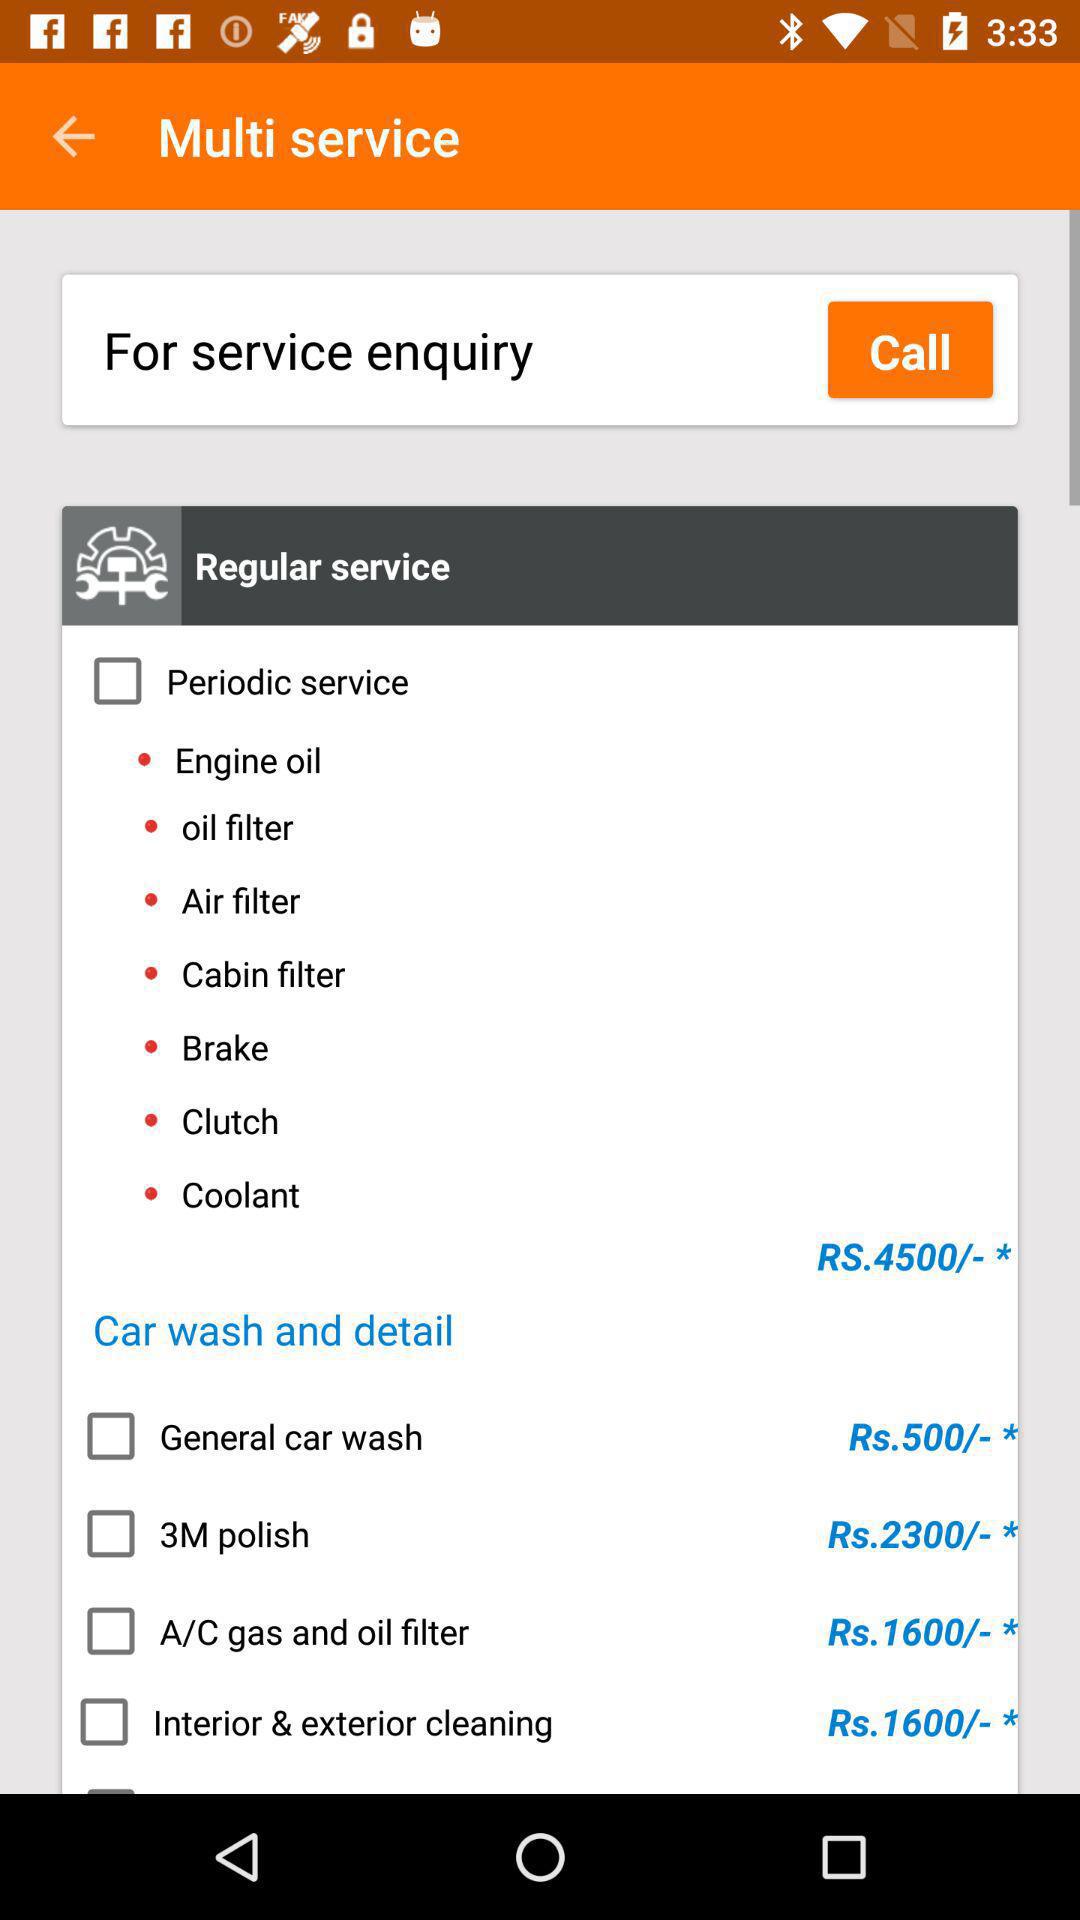 FAKE
3:33
Multi service
For service enquiry
Call
Regular service
Periodic service
Engine oil
oil filter
Air filter
Cabin filter
Brake
Clutch
Coolant
RS.4500/- *
Car wash and detail
General car wash Rs.500/- *
3M polish Rs.2300/- *
A/C gas and oil filter Rs.1600/- *
Interior & exterior cleaning Rs.1600/- *